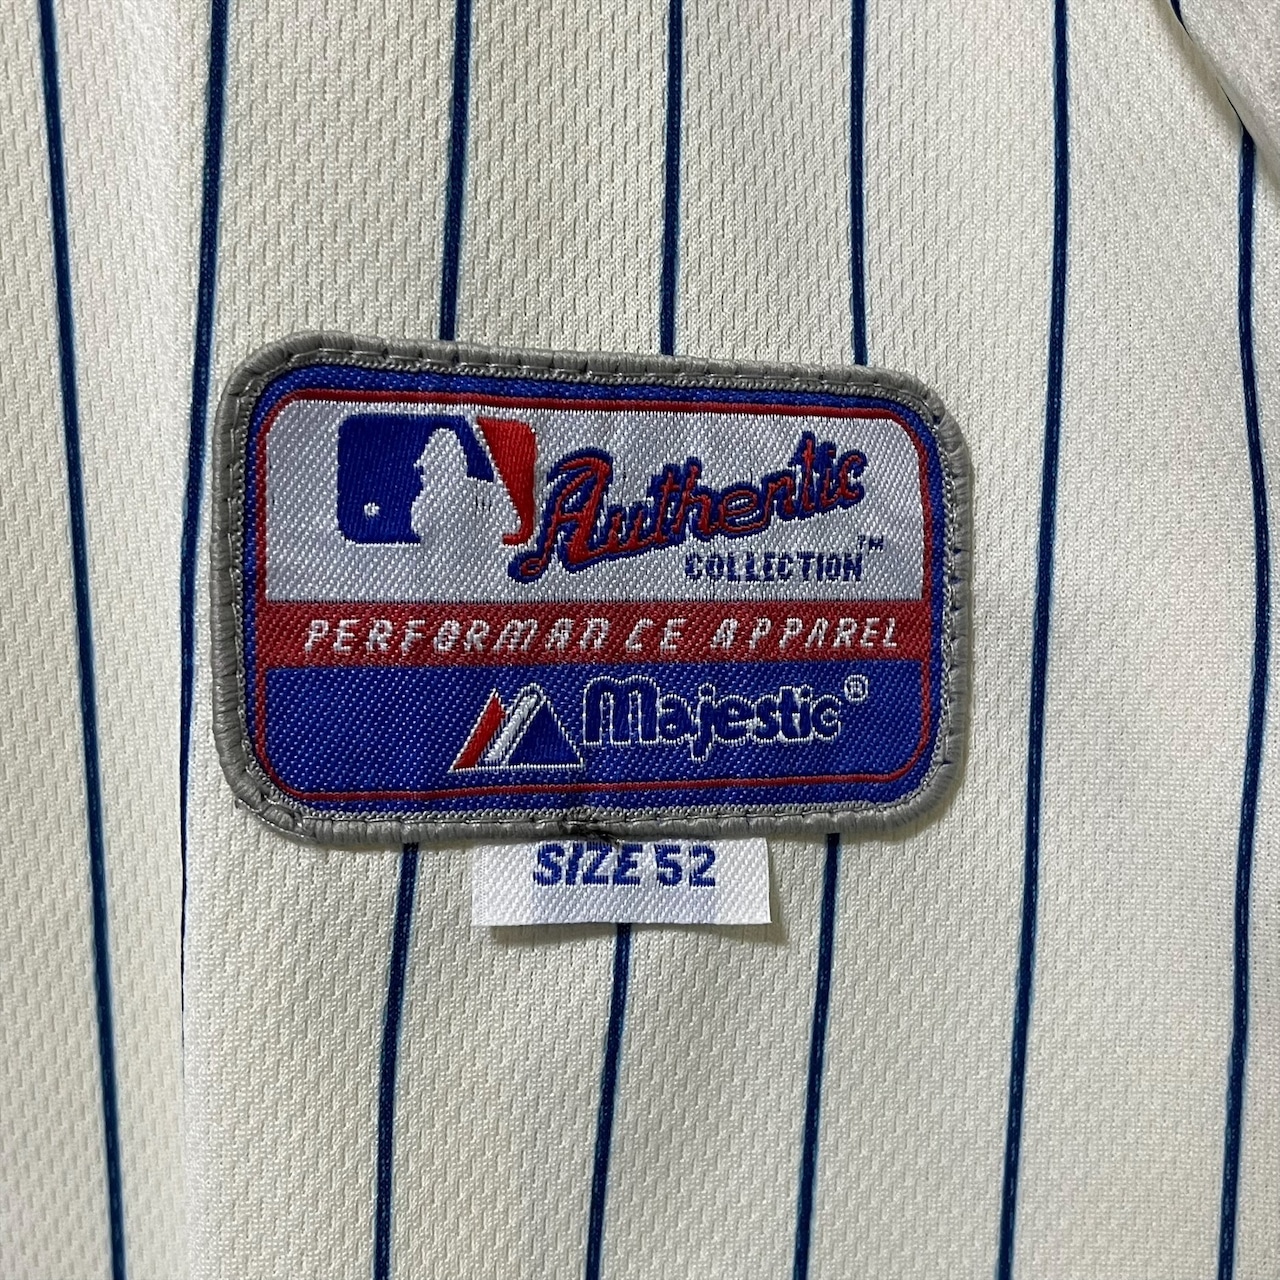 Authentic
COLLECTION™
PERFORMANCE APPAREL
Majestic®
SIZE 52